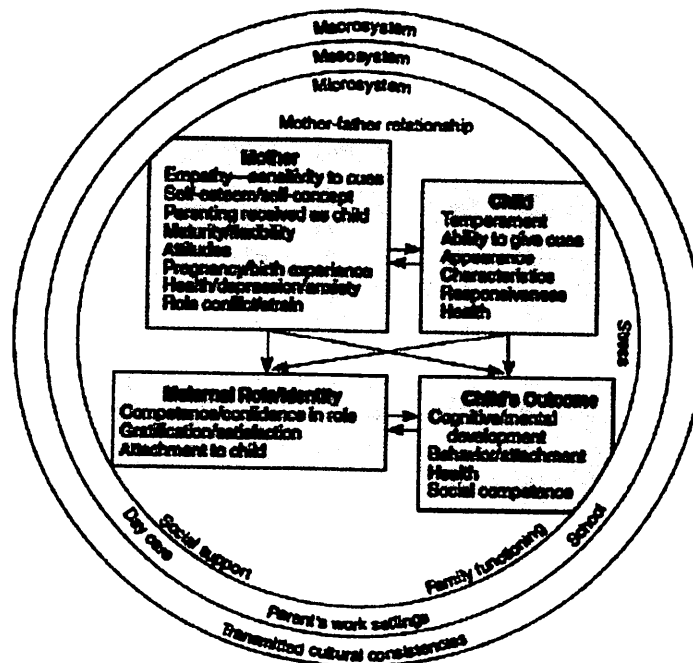 Macrosystem
Mesosystem
Microsystem
Mother-father relationship
Mother
Empathy—sensitivity to cues
Self-esteem/self-concept
Parenting received as child
Maturity/flexibility
Attitudes
Pregnancy/birth experience
Health/depression/anxiety
Role conflict/strain
Child
Temperament
Ability to give cues
Appearance
Characteristics
Responsiveness
Health
Stress
Maternal Role/Identity
Competence/confidence in role
Gratification/satisfaction
Attachment to child
Child's Outcome
Cognitive/mental
development
Behavior/attachment
Health
Social competence
Social support
Family functioning
Day care
Parent's work settings
School
Transmitted cultural consistencies